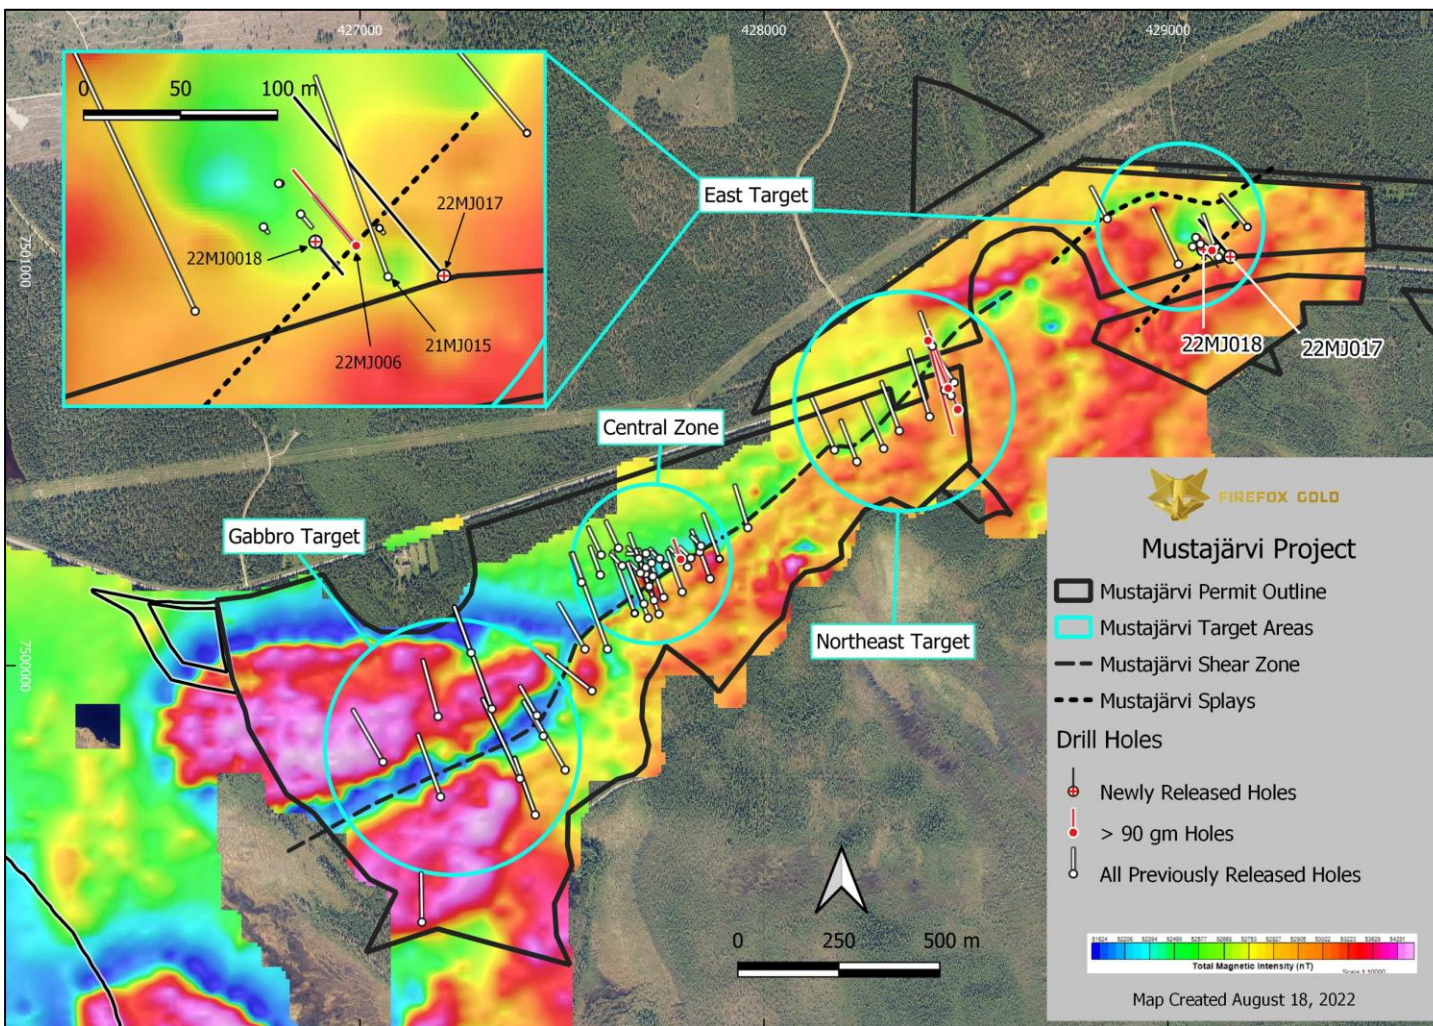 427000
428000
429000
7501000
7500000
0 50 100 m
22MJ017
22MJ0018
21MJ015
22MJ006
East Target
22MJ018
22MJ017
Central Zone
Gabbro Target
Northeast Target
0 250 500 m
FIREFOX GOLD
Mustajärvi Project
Mustajärvi Permit Outline
Mustajärvi Target Areas
Mustajärvi Shear Zone
Mustajärvi Splays
Drill Holes
Newly Released Holes
> 90 gm Holes
All Previously Released Holes
Total Magnetic Intensity (nT)
Scale 1:10000
Map Created August 18, 2022